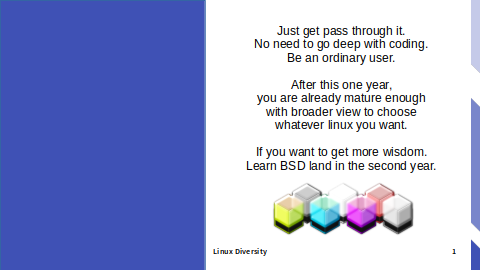 Just get pass through it.
No need to go deep with coding.
Be an ordinary user.
After this one year,
you are already mature enough
with broader view to choose
whatever linux you want.
If you want to get more wisdom.
Learn BSD land in the second year.
Linux Diversity
1